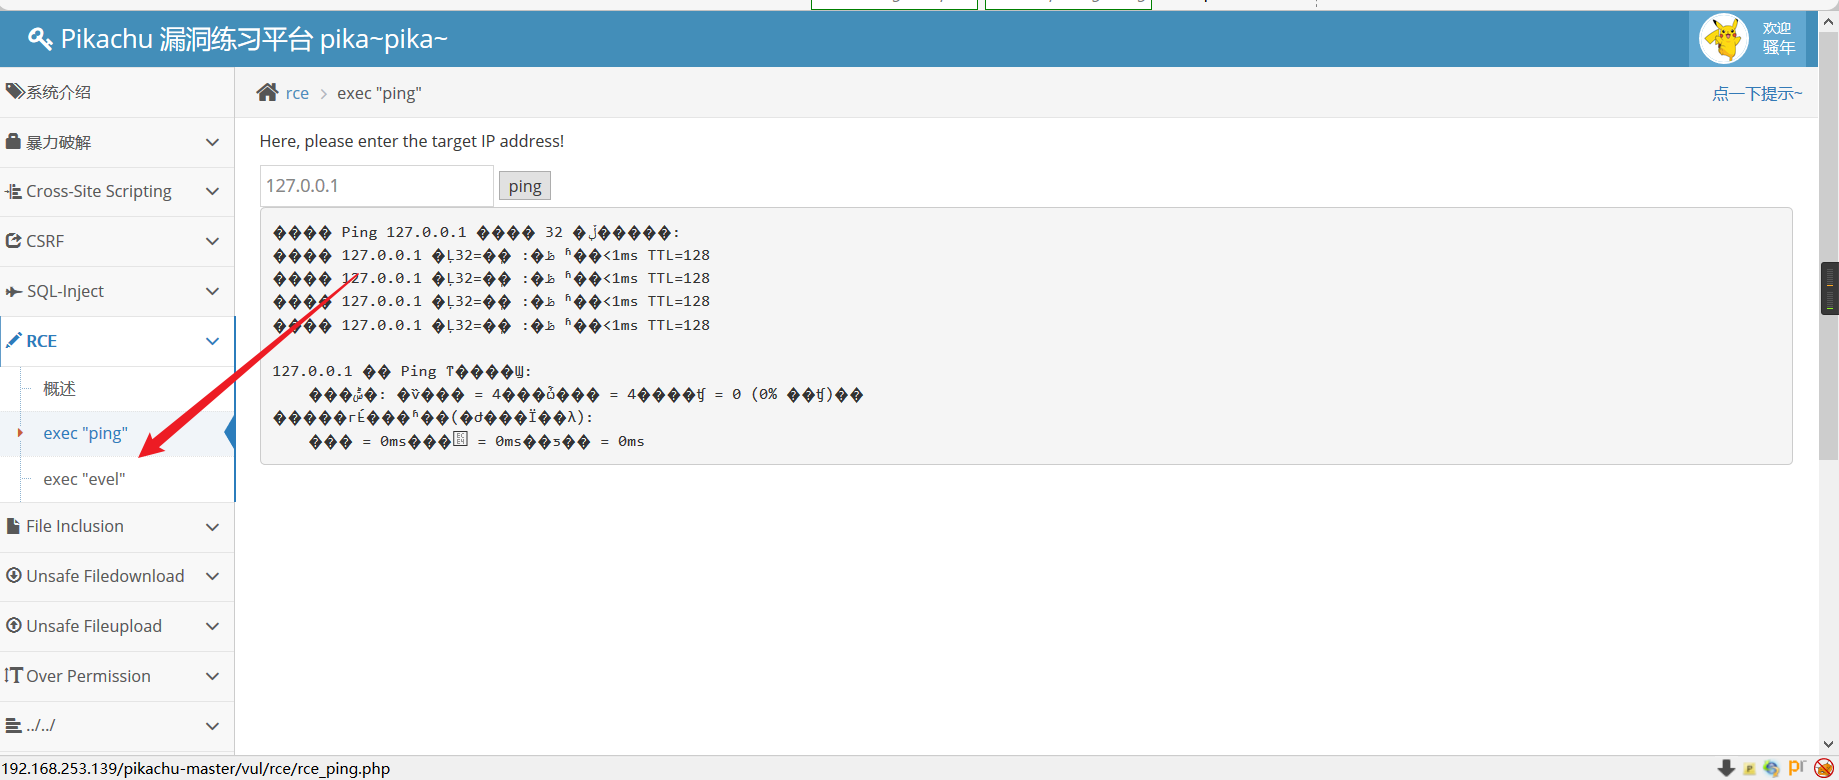 Pikachu 漏洞练习平台 pika~pika~
欢迎
骚年
系统介绍
暴力破解
Cross-Site Scripting
CSRF
SQL-Inject
RCE
概述
exec "ping"
exec "evel"
File Inclusion
Unsafe Filedownload
Unsafe Fileupload
Over Permission
../../
rce > exec "ping"
点一下提示~
Here, please enter the target IP address!
127.0.0.1 ping
Ping 127.0.0.1 32
127.0.0.1 <1ms TTL=128
127.0.0.1 <1ms TTL=128
127.0.0.1 <1ms TTL=128
127.0.0.1 <1ms TTL=128
127.0.0.1 Ping
= 4 = 4 = 0 (0%
= 0ms = 0ms = 0ms
192.168.253.139/pikachu-master/vul/rce/rce_ping.php